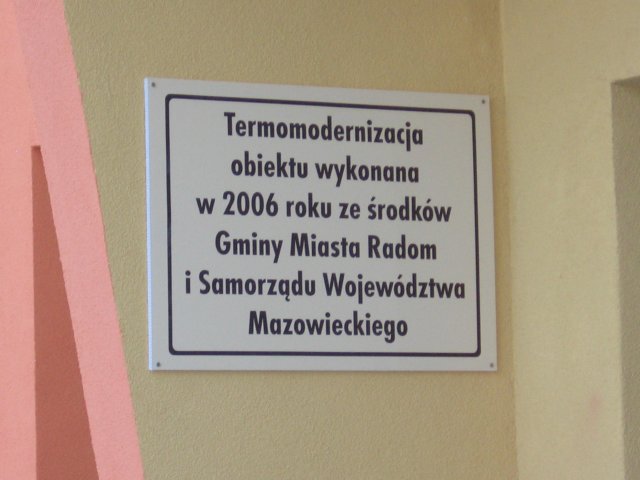 Termomodernizacja
obiektu wykonana
w 2006 roku ze środków
Gminy Miasta Radom
i Samorządu Województwa
Mazowieckiego